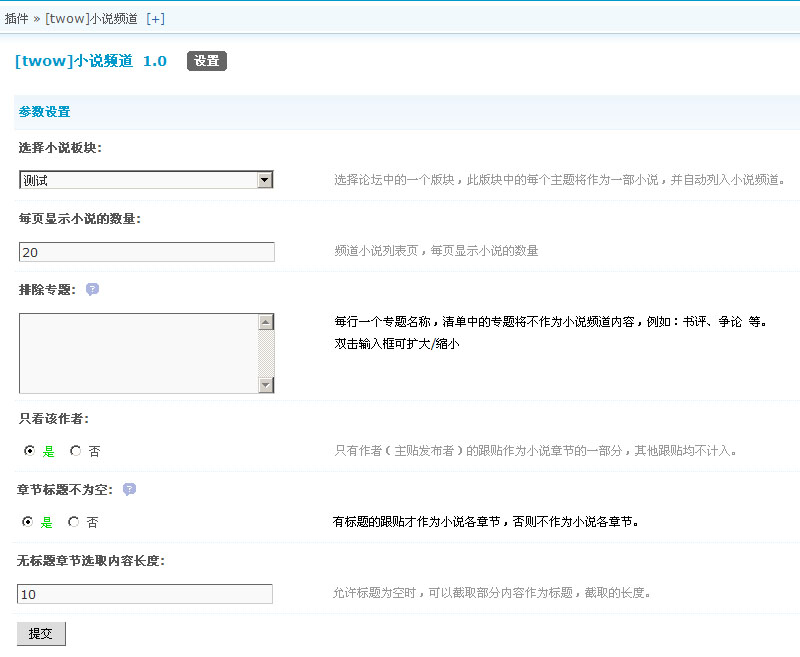 插件 » [twow]小说频道 [+]
[twow]小说频道 1.0 设置
参数设置
选择小说板块:
测试
选择论坛中的一个版块，此版块中的每个主题将作为一部小说，并自动列入小说频道。
每页显示小说的数量:
20
频道小说列表页，每页显示小说的数量
排除专题: ?
每行一个专题名称，清单中的专题将不作为小说频道内容，例如：书评、争论 等。
双击输入框可扩大/缩小
只看该作者:
是 否
只有作者（主贴发布者）的跟贴作为小说章节的一部分，其他跟贴均不计入。
章节标题不为空: ?
是 否
有标题的跟贴才作为小说各章节，否则不作为小说各章节。
无标题章节选取内容长度:
10
允许标题为空时，可以截取部分内容作为标题，截取的长度。
提交